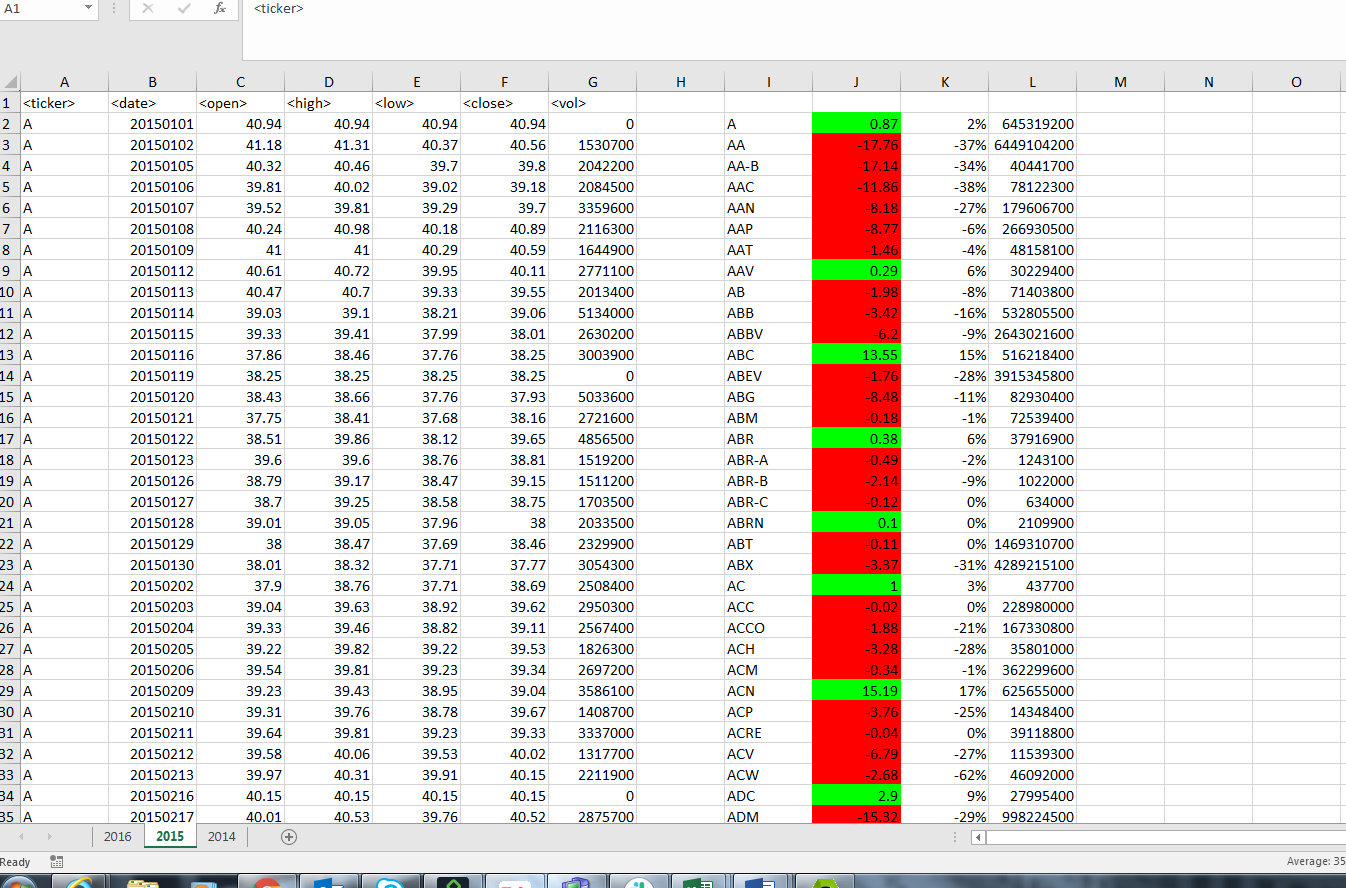 A1 fx <ticker>
A B C D E F G H I J K L M N O
1 <ticker> <date> <open> <high> <low> <close> <vol>
2 A 20150101 40.94 40.94 40.94 40.94 0 A 0.87 2% 645319200
3 A 20150102 41.18 41.31 40.37 40.56 1530700 AA -17.76 -37% 6449104200
4 A 20150105 40.32 40.46 39.7 39.8 2042200 AA-B -17.14 -34% 40441700
5 A 20150106 39.81 40.02 39.02 39.18 2084500 AAC -11.86 -38% 78122300
6 A 20150107 39.52 39.81 39.29 39.7 3359600 AAN -8.18 -27% 179606700
7 A 20150108 40.24 40.98 40.18 40.89 2116300 AAP -8.77 -6% 266930500
8 A 20150109 41 41 40.29 40.59 1644900 AAT -1.46 -4% 48158100
9 A 20150112 40.61 40.72 39.95 40.11 2771100 AAV 0.29 6% 30229400
10 A 20150113 40.47 40.7 39.33 39.55 2013400 AB -1.98 -8% 71403800
11 A 20150114 39.03 39.1 38.21 39.06 5134000 ABB -3.42 -16% 532805500
12 A 20150115 39.33 39.41 37.99 38.01 2630200 ABBV -6.2 -9% 2643021600
13 A 20150116 37.86 38.46 37.76 38.25 3003900 ABC 13.55 15% 516218400
14 A 20150119 38.25 38.25 38.25 38.25 0 ABEV -1.76 -28% 3915345800
15 A 20150120 38.43 38.66 37.76 37.93 5033600 ABG -8.48 -11% 82930400
16 A 20150121 37.75 38.41 37.68 38.16 2721600 ABM -0.18 -1% 72539400
17 A 20150122 38.51 39.86 38.12 39.65 4856500 ABR 0.38 6% 37916900
18 A 20150123 39.6 39.6 38.76 38.81 1519200 ABR-A -0.49 -2% 1243100
19 A 20150126 38.79 39.17 38.47 39.15 1511200 ABR-B -2.14 -9% 1022000
20 A 20150127 38.7 39.25 38.58 38.75 1703500 ABR-C -0.12 0% 634000
21 A 20150128 39.01 39.05 37.96 38 2033500 ABRN 0.1 0% 2109900
22 A 20150129 38 38.47 37.69 38.46 2329900 ABT -0.11 0% 1469310700
23 A 20150130 38.01 38.32 37.71 37.77 3054300 ABX -3.37 -31% 4289215100
24 A 20150202 37.9 38.76 37.71 38.69 2508400 AC 1 3% 437700
25 A 20150203 39.04 39.63 38.92 39.62 2950300 ACC -0.02 0% 228980000
26 A 20150204 39.33 39.46 38.82 39.11 2567400 ACCO -1.88 -21% 167330800
27 A 20150205 39.22 39.82 39.22 39.53 1826300 ACH -3.28 -28% 35801000
28 A 20150206 39.54 39.81 39.23 39.34 2697200 ACM -0.34 -1% 362299600
29 A 20150209 39.23 39.43 38.95 39.04 3586100 ACN 15.19 17% 625655000
30 A 20150210 39.31 39.76 38.78 39.67 1408700 ACP -3.76 -25% 14348400
31 A 20150211 39.64 39.81 39.23 39.33 3337000 ACRE -0.04 0% 39118800
32 A 20150212 39.58 40.06 39.53 40.02 1317700 ACV -6.79 -27% 11539300
33 A 20150213 39.97 40.31 39.91 40.15 2211900 ACW -2.68 -62% 46092000
34 A 20150216 40.15 40.15 40.15 40.15 0 ADC 2.9 9% 27995400
35 A 20150217 40.01 40.53 39.76 40.52 2875700 ADM -15.32 -29% 998224500
2016 2015 2014
Ready Average: 35